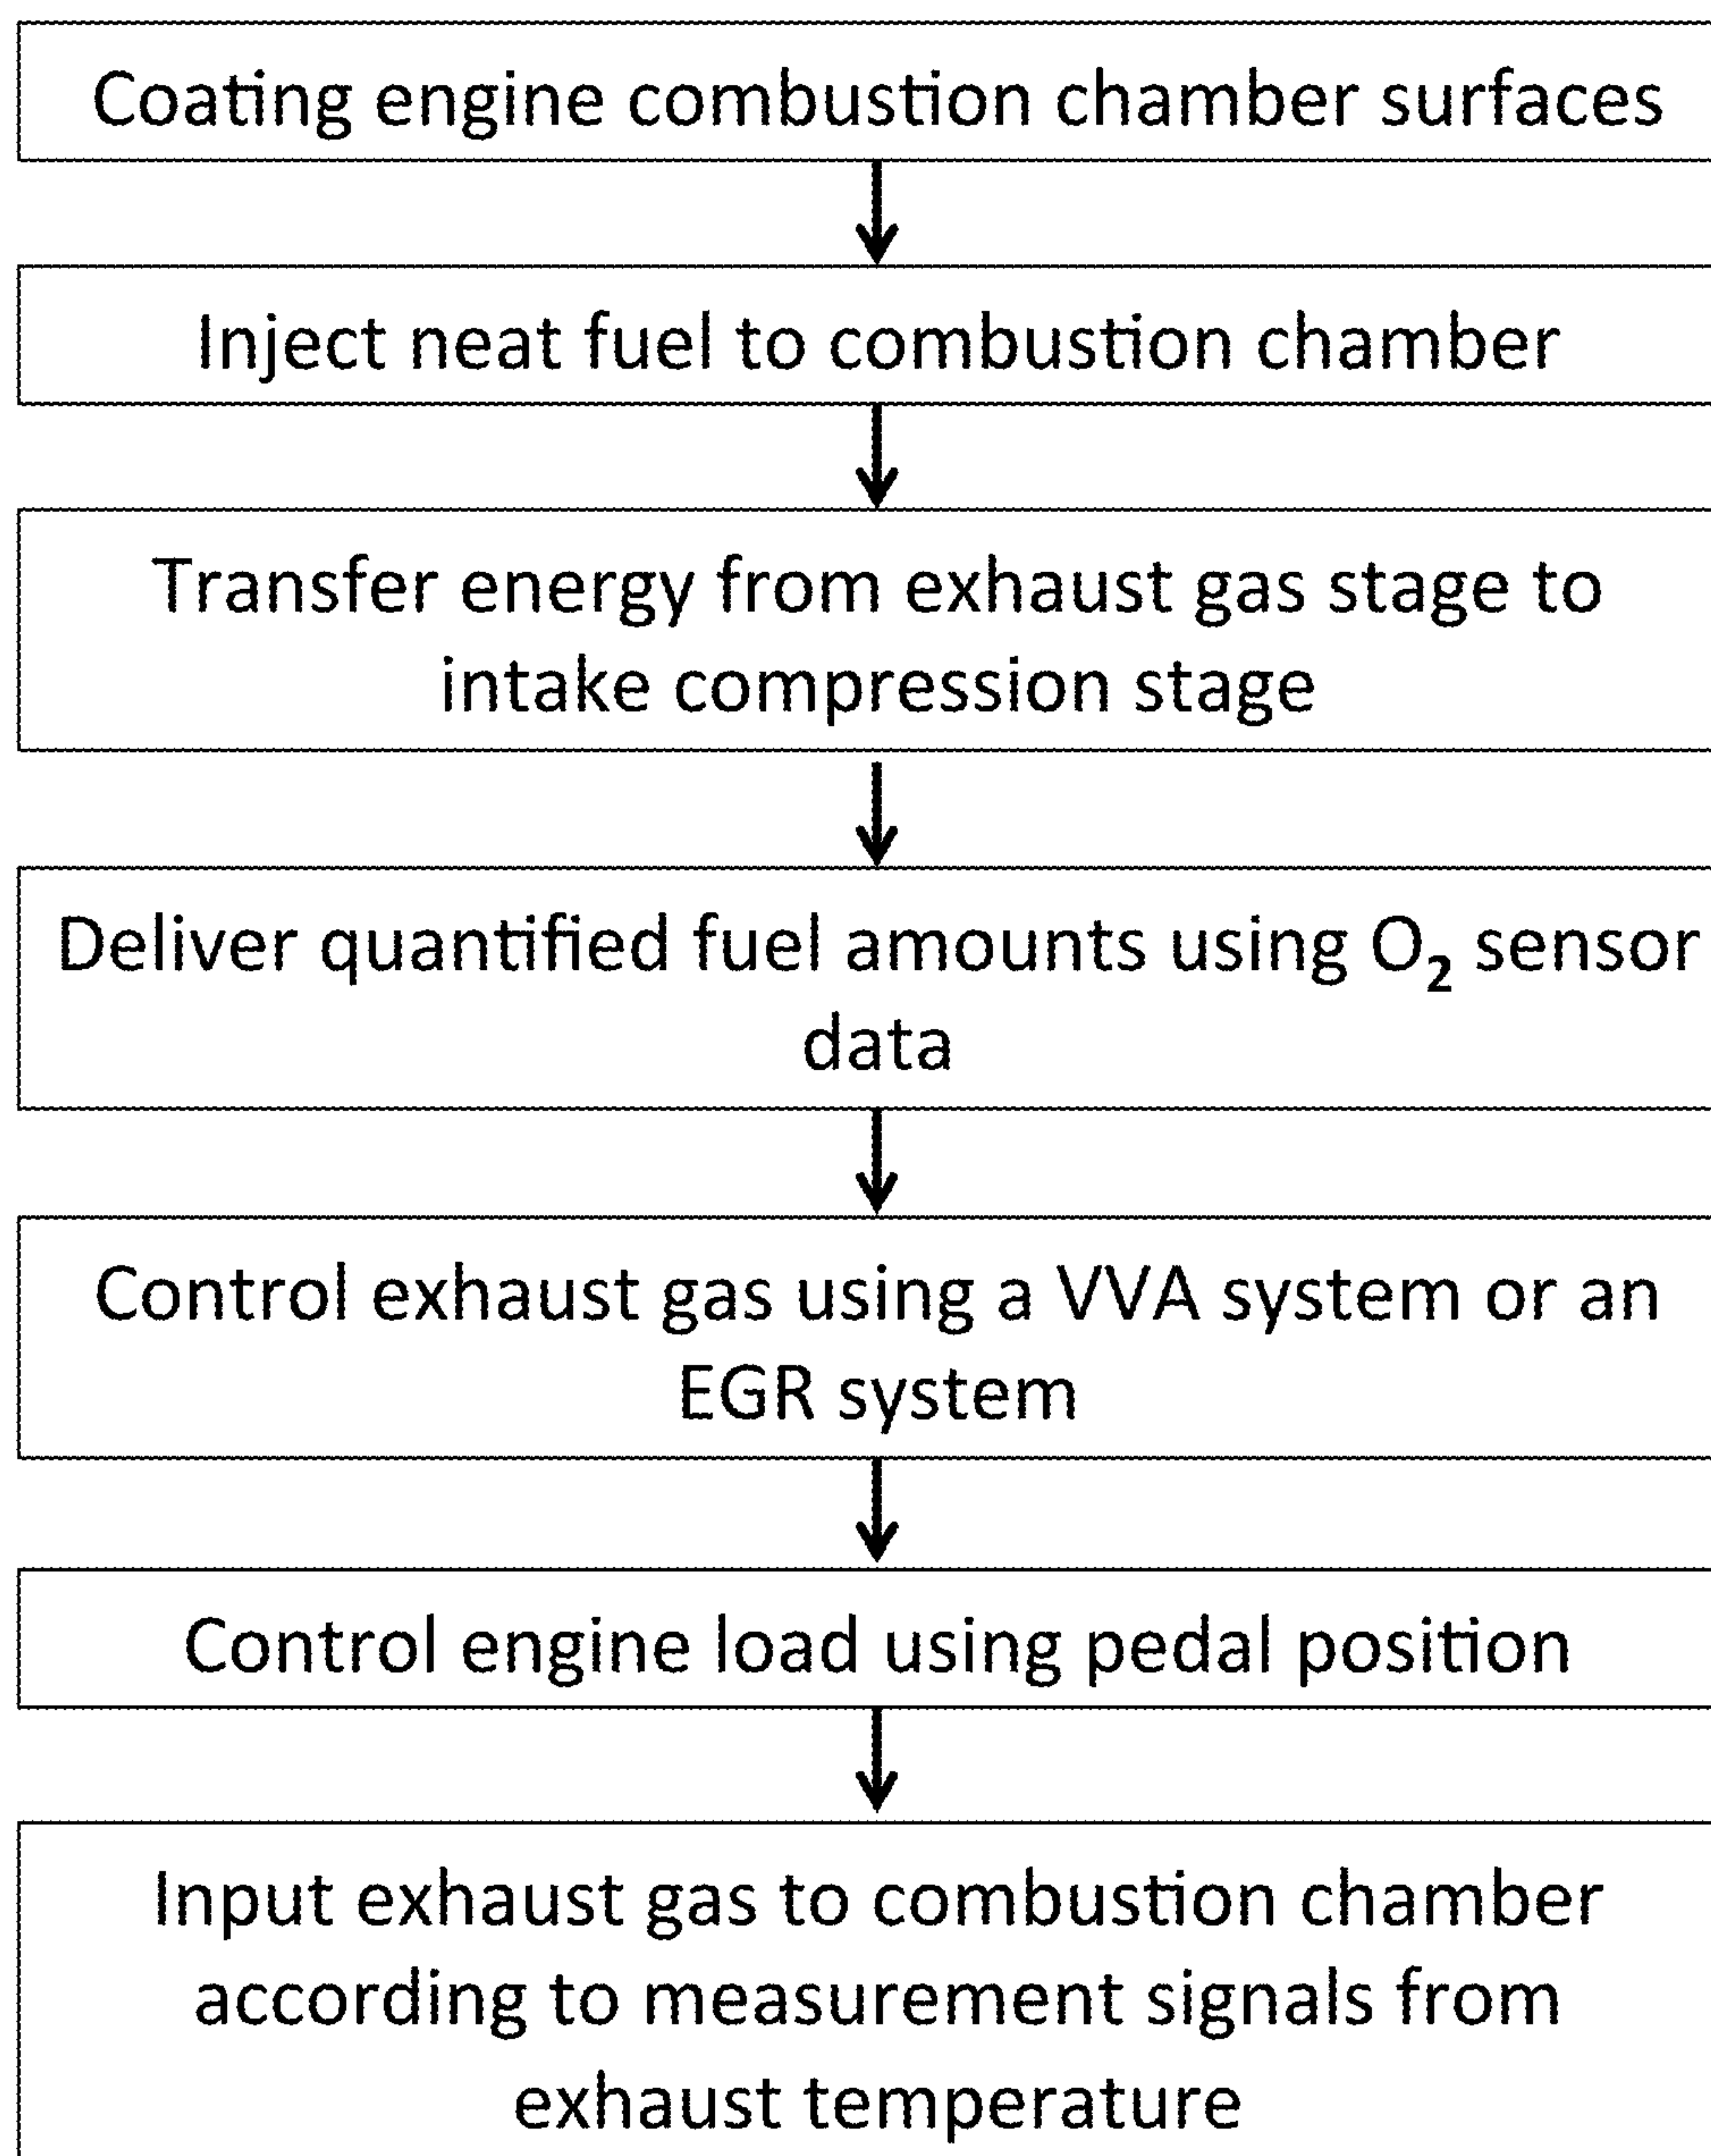 Coating engine combustion chamber surfaces
Inject neat fuel to combustion chamber
Transfer energy from exhaust gas stage to
intake compression stage
Deliver quantified fuel amounts using O₂ sensor
data
Control exhaust gas using a VVA system or an
EGR system
Control engine load using pedal position
Input exhaust gas to combustion chamber
according to measurement signals from
exhaust temperature